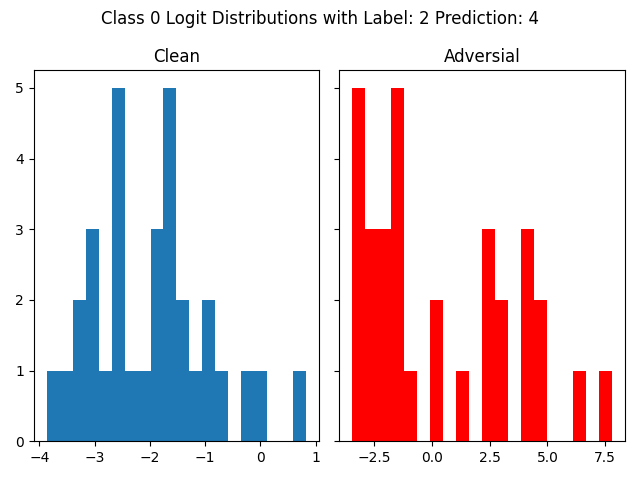 Class 0 Logit Distributions with Label: 2 Prediction: 4
Clean
Adversial
5
4
3
2
1
0
−4 −3 −2 −1 0 1
−2.5 0.0 2.5 5.0 7.5